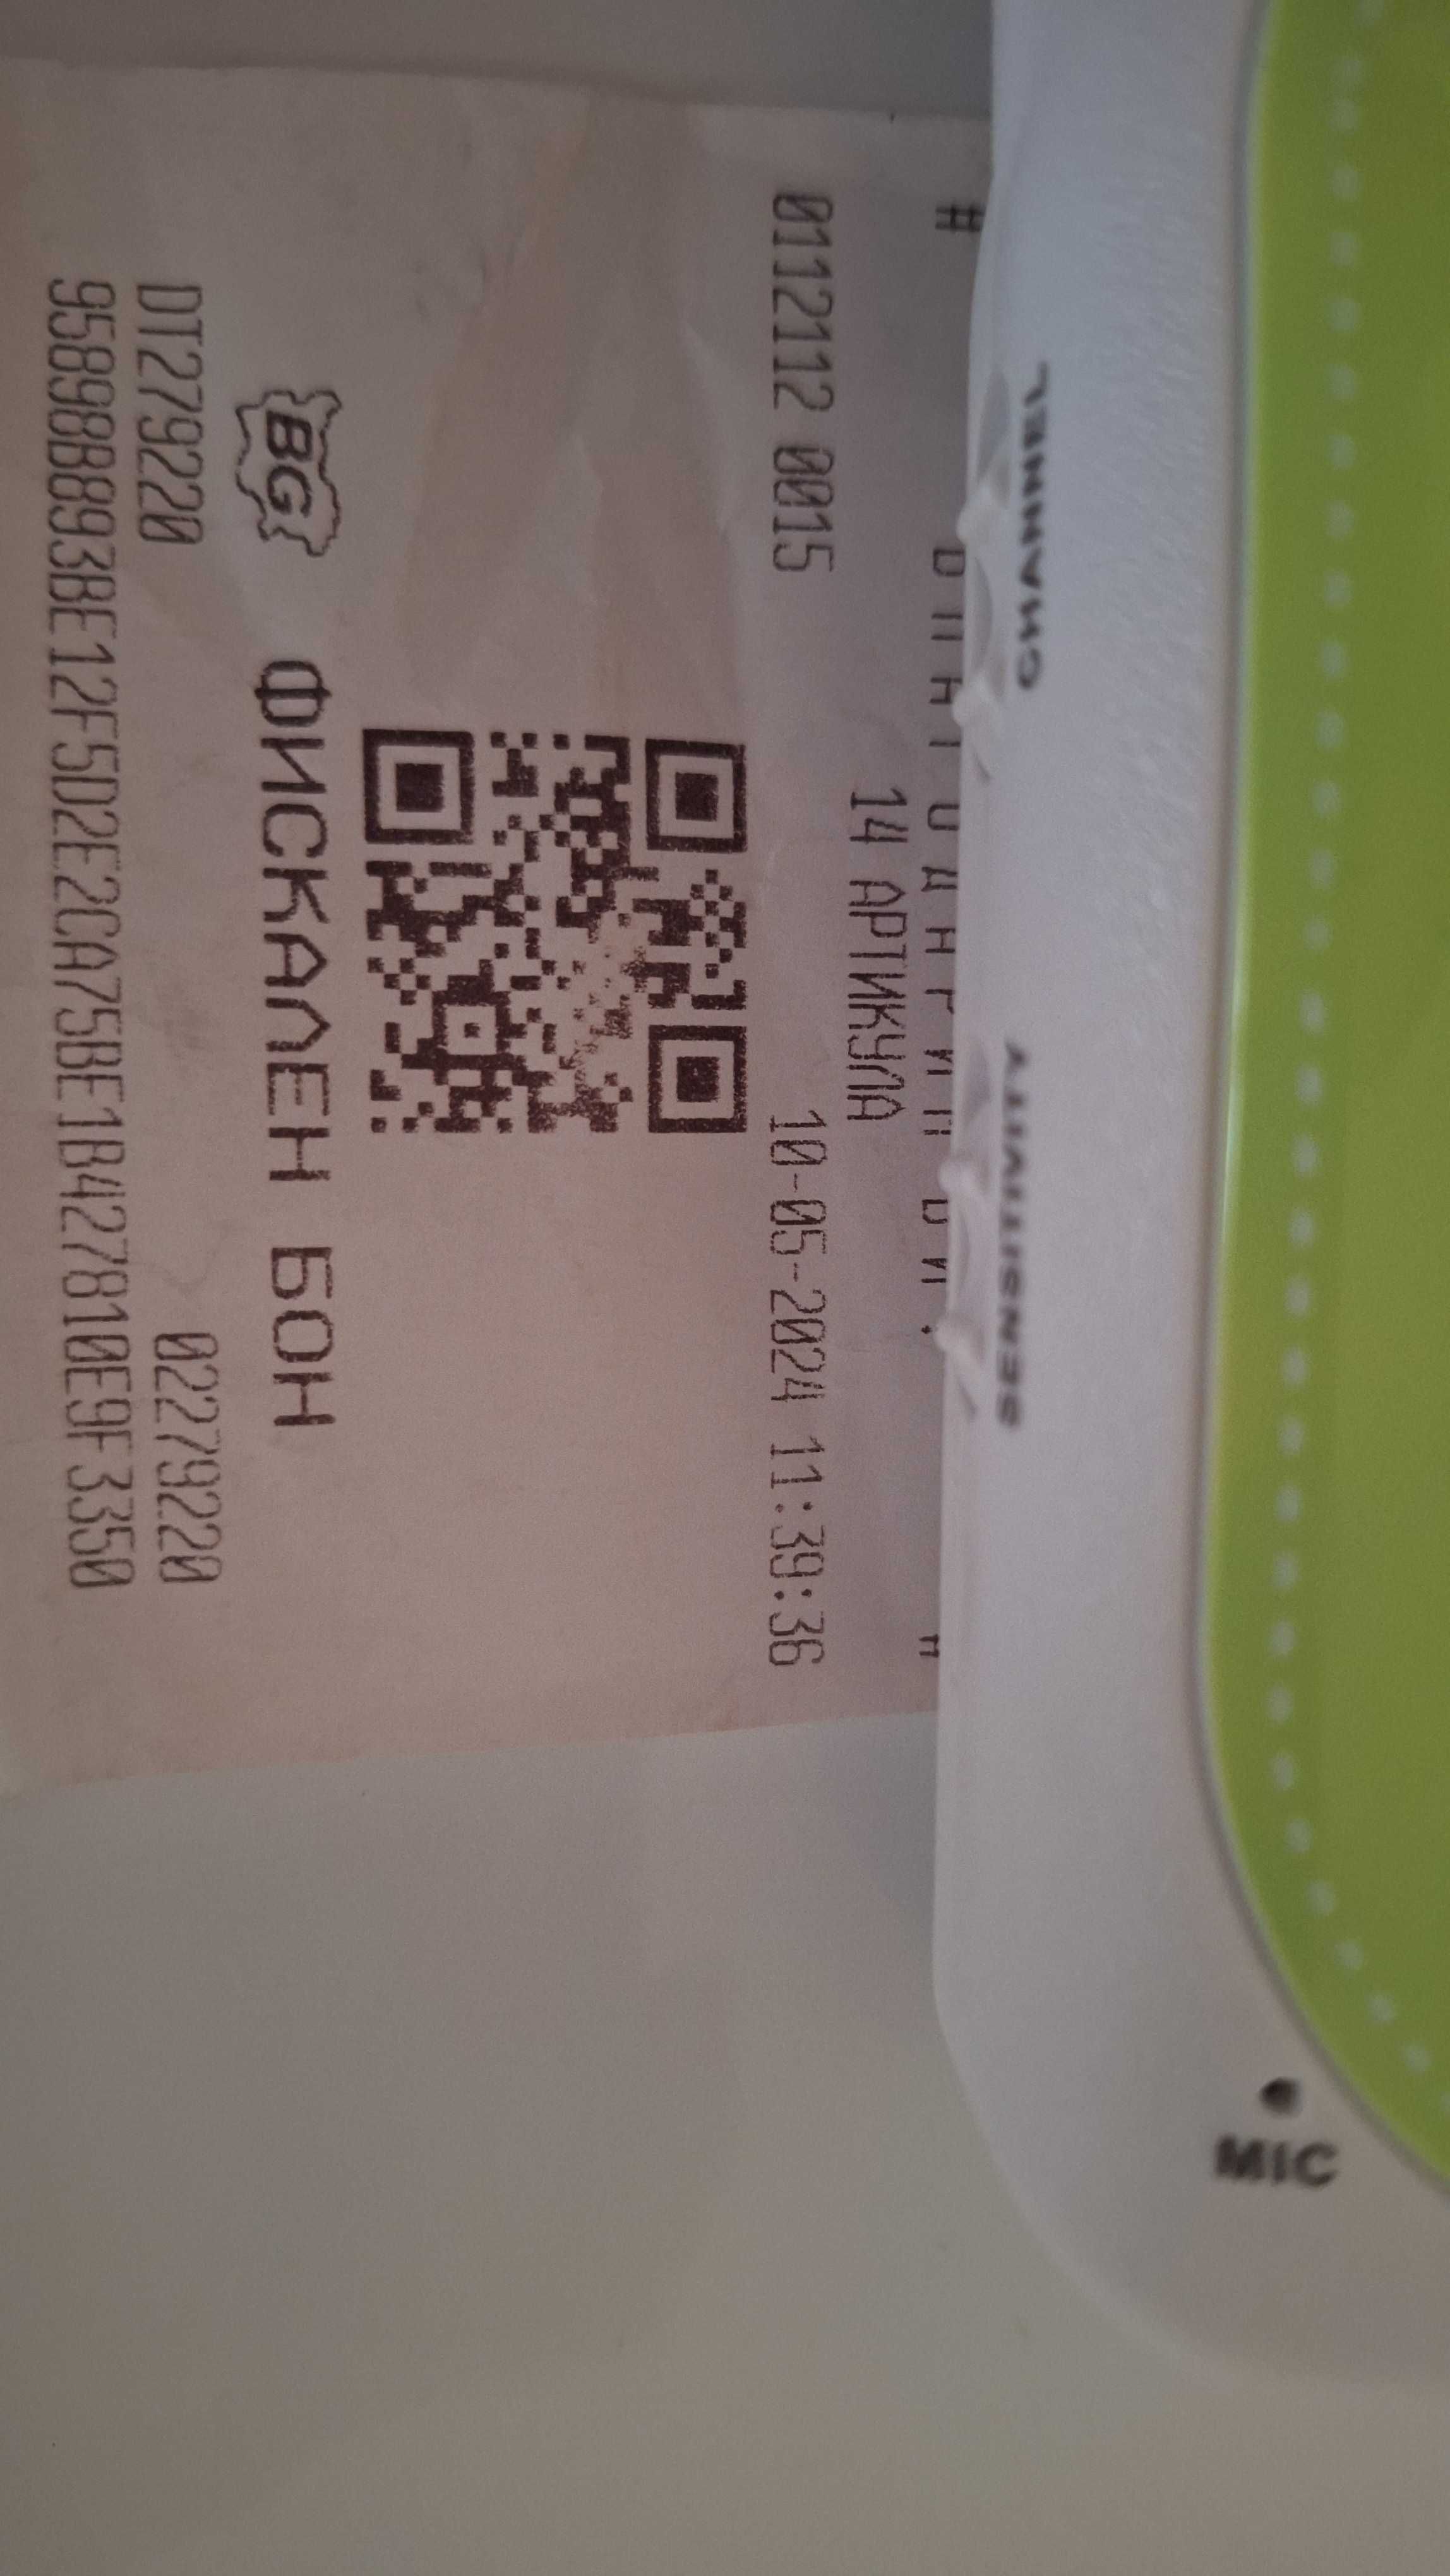 14 АРТИКУЛА
0112112 0015 10-05-2024 11:39:36
BG ФИСКАЛЕН БОН
DT279220 02279220
95898B893BE12F5D2E2CA75BE1B427810E9F3350
CHANNEL
SENSITIVITY
MIC